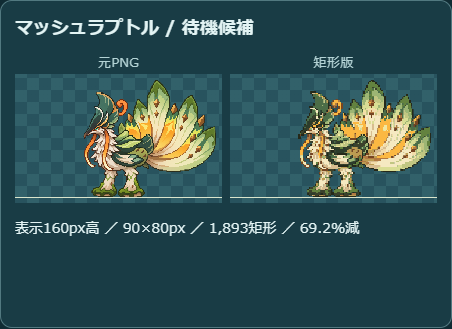 マッシュラプトル / 待機候補
元PNG
矩形版
表示160px高 ／ 90×80px ／ 1,893矩形 ／ 69.2%減